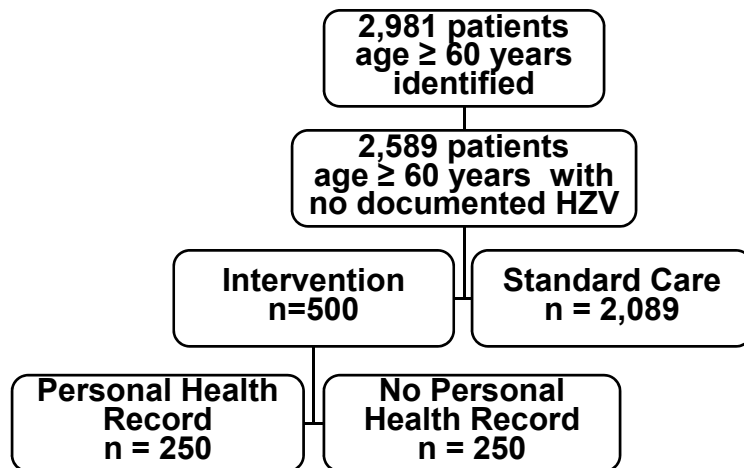 2,981 patients
age ≥ 60 years
identified
2,589 patients
age ≥ 60 years with
no documented HZV
Intervention
n=500
Standard Care
n = 2,089
Personal Health
Record
n = 250
No Personal
Health Record
n = 250